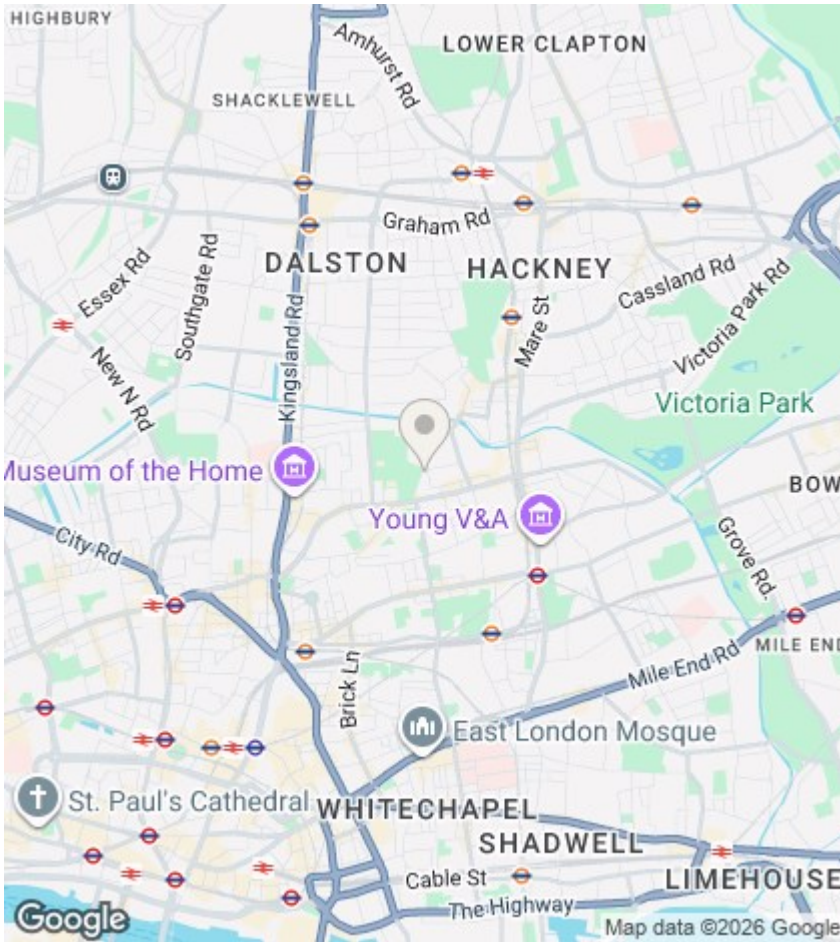 HIGHBURY
LOWER CLAPTON
Amhurst Rd
SHACKLEWELL
Graham Rd
DALSTON
HACKNEY
Essex Rd
Southgate Rd
Cassland Rd
Kingsland Rd
Mare St
Victoria Park Rd
New N Rd
Victoria Park
Museum of the Home
Young V&A
BOW
City Rd
Grove Rd.
MILE END
Mile End Rd
Brick Ln
East London Mosque
St. Paul's Cathedral
WHITECHAPEL
SHADWELL
Cable St
LIMEHOUSE
The Highway
Google
Map data ©2026 Google